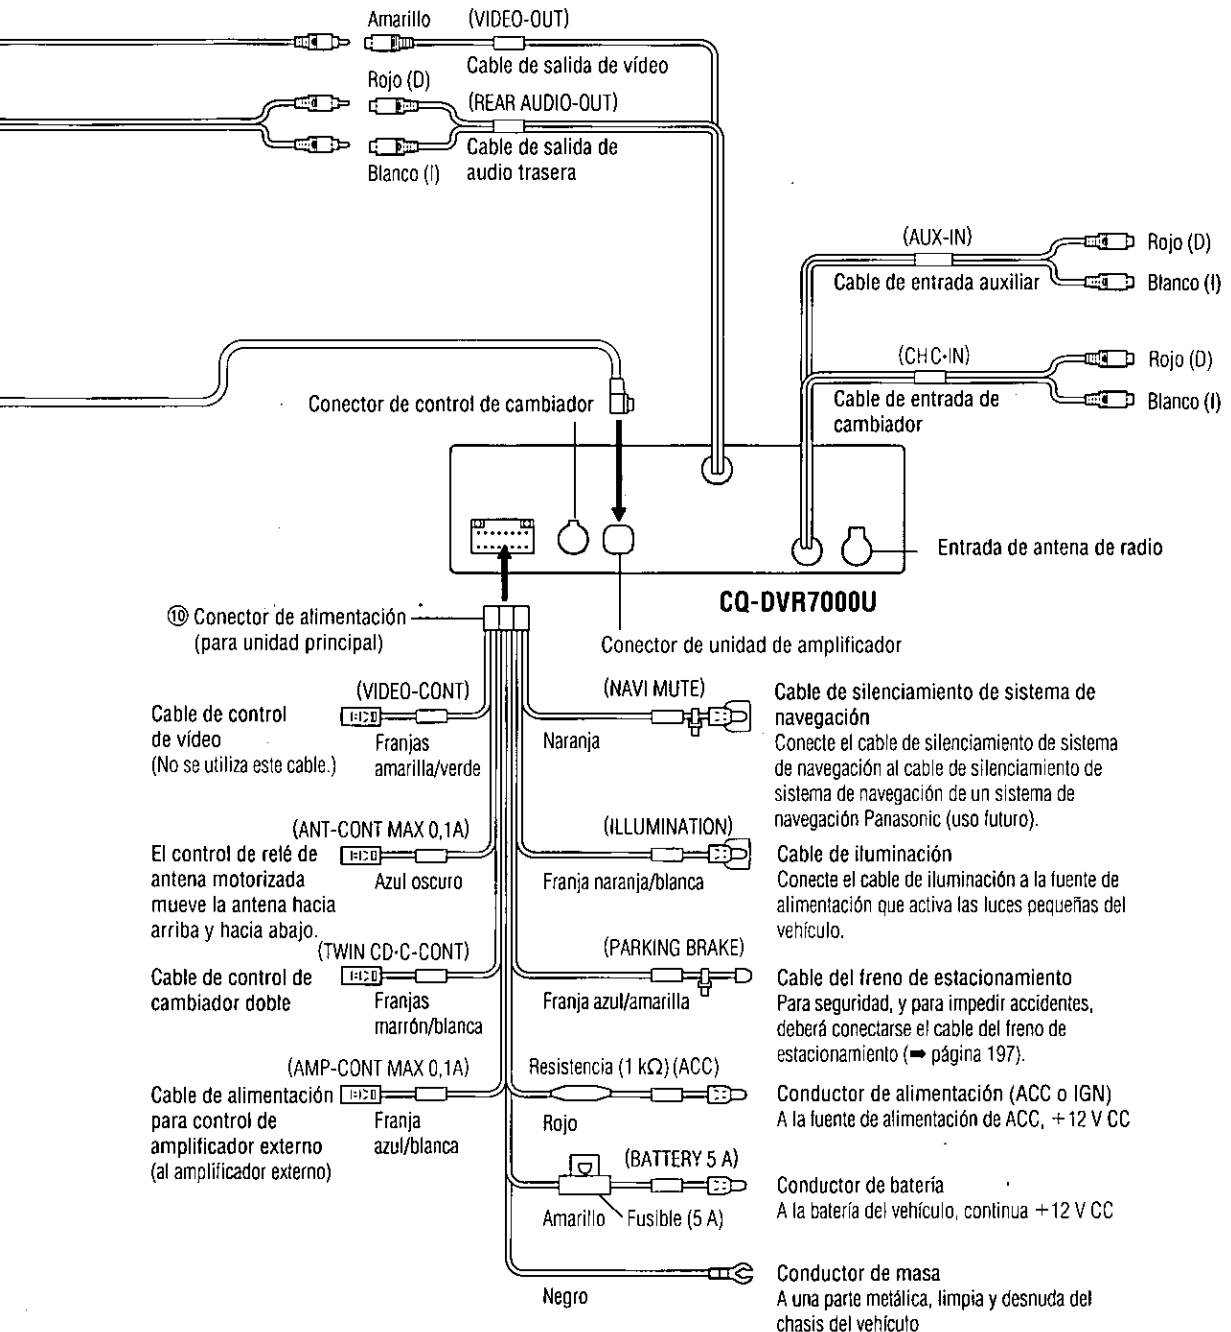 Amarillo
(VIDEO-OUT)
Cable de salida de vídeo
Rojo (D)
(REAR AUDIO-OUT)
Cable de salida de
audio trasera
Blanco (I)
(AUX-IN)
Rojo (D)
Cable de entrada auxiliar
Blanco (I)
(CHC·IN)
Rojo (D)
Cable de entrada de
cambiador
Blanco (I)
Conector de control de cambiador
Entrada de antena de radio
CQ-DVR7000U
⑩ Conector de alimentación
(para unidad principal)
Conector de unidad de amplificador
(VIDEO-CONT)
Cable de control
de vídeo
(No se utiliza este cable.)
Franjas
amarilla/verde
(NAVI MUTE)
Naranja
Cable de silenciamiento de sistema de
navegación
Conecte el cable de silenciamiento de sistema
de navegación al cable de silenciamiento de
sistema de navegación de un sistema de
navegación Panasonic (uso futuro).
(ANT-CONT MAX 0,1A)
El control de relé de
antena motorizada
mueve la antena hacia
arriba y hacia abajo.
Azul oscuro
(ILLUMINATION)
Franja naranja/blanca
Cable de iluminación
Conecte el cable de iluminación a la fuente de
alimentación que activa las luces pequeñas del
vehículo.
(TWIN CD·C-CONT)
Cable de control de
cambiador doble
Franjas
marrón/blanca
(PARKING BRAKE)
Franja azul/amarilla
Cable del freno de estacionamiento
Para seguridad, y para impedir accidentes,
deberá conectarse el cable del freno de
estacionamiento (➡ página 197).
(AMP-CONT MAX 0,1A)
Cable de alimentación
para control de
amplificador externo
(al amplificador externo)
Franja
azul/blanca
Resistencia (1 kΩ) (ACC)
Rojo
Conductor de alimentación (ACC o IGN)
A la fuente de alimentación de ACC, +12 V CC
(BATTERY 5 A)
Amarillo
Fusible (5 A)
Conductor de batería
A la batería del vehículo, continua +12 V CC
Negro
Conductor de masa
A una parte metálica, limpia y desnuda del
chasis del vehículo